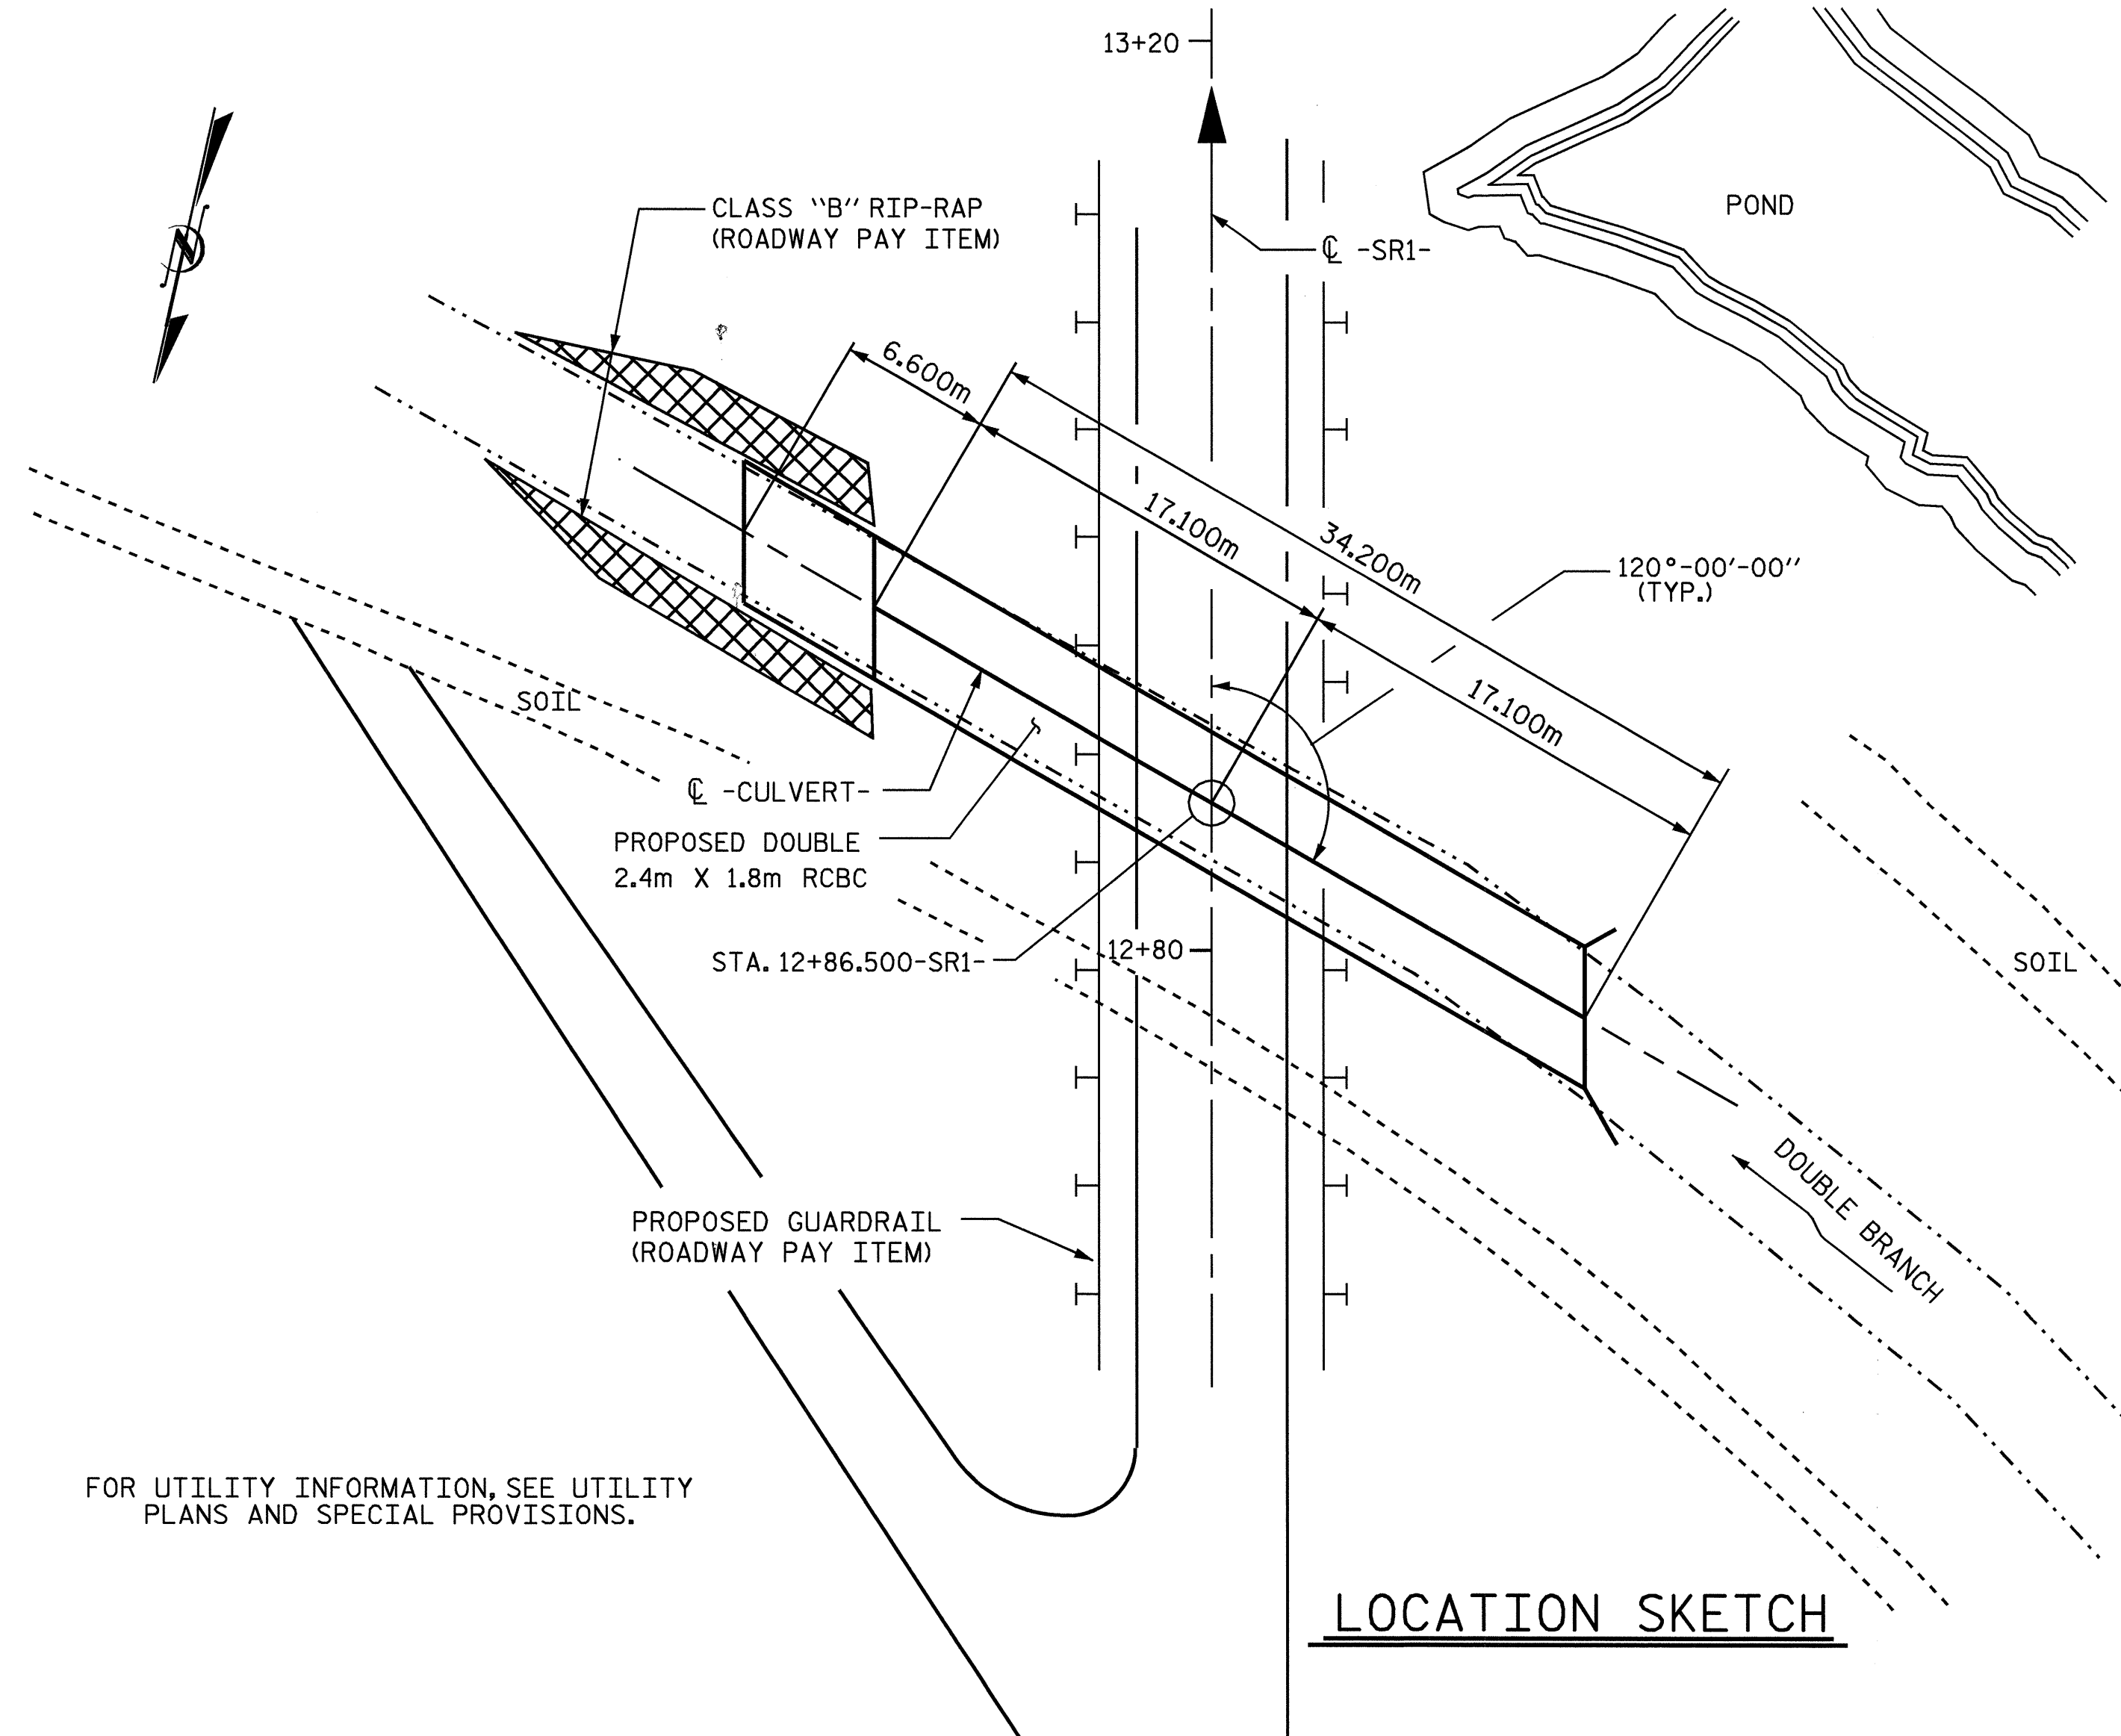 13+20
CLASS "B" RIP-RAP
(ROADWAY PAY ITEM)
POND
℄ -SR1-
N
6.600m
17.100m
34.200m
120°-00'-00"
(TYP.)
17.100m
SOIL
℄ -CULVERT-
PROPOSED DOUBLE
2.4m X 1.8m RCBC
STA. 12+86.500-SR1-
12+80
SOIL
DOUBLE BRANCH
PROPOSED GUARDRAIL
(ROADWAY PAY ITEM)
FOR UTILITY INFORMATION, SEE UTILITY
PLANS AND SPECIAL PROVISIONS.
LOCATION SKETCH